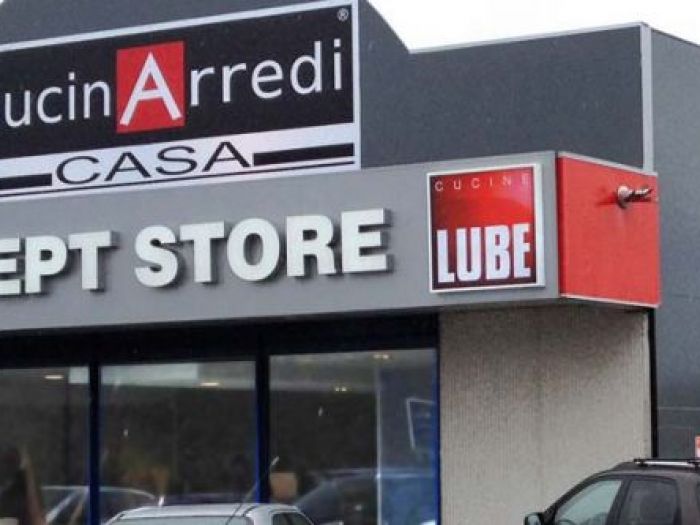 ucinArredi®
CASA
EPT STORE
CUCINE
LUBE